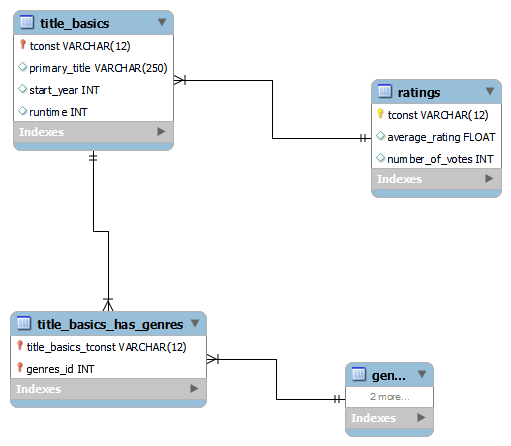 title_basics
tconst VARCHAR(12)
primary_title VARCHAR(250)
start_year INT
runtime INT
Indexes
ratings
tconst VARCHAR(12)
average_rating FLOAT
number_of_votes INT
Indexes
title_basics_has_genres
title_basics_tconst VARCHAR(12)
genres_id INT
Indexes
gen...
2 more...
Indexes